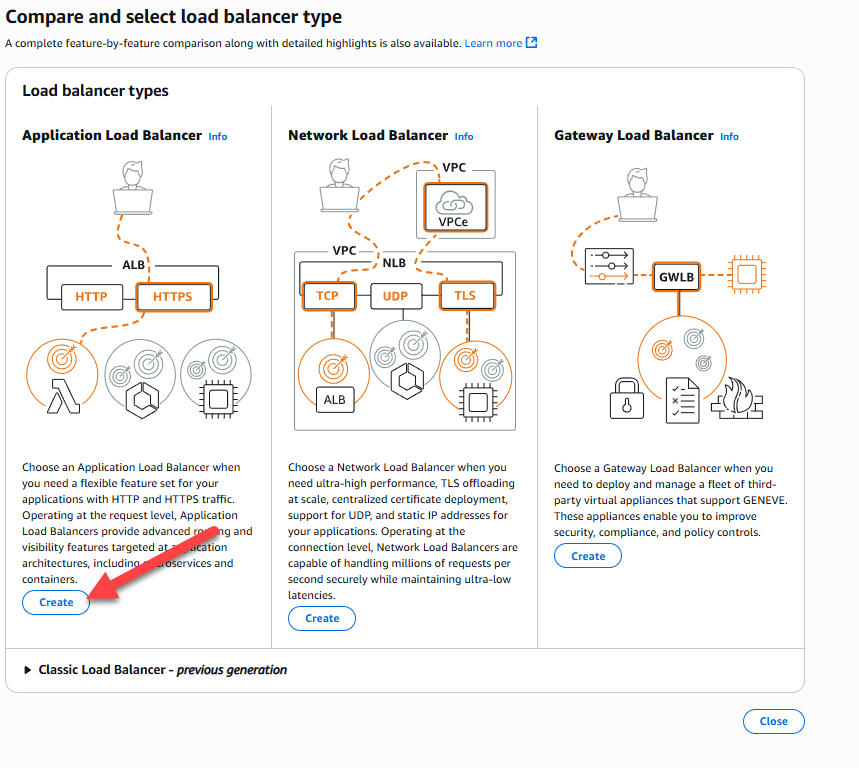 Compare and select load balancer type
A complete feature-by-feature comparison along with detailed highlights is also available. Learn more
Load balancer types
Application Load Balancer Info
ALB
HTTP
HTTPS
Choose an Application Load Balancer when
you need a flexible feature set for your
applications with HTTP and HTTPS traffic.
Operating at the request level, Application
Load Balancers provide advanced and
visibility features targeted at
architectures, including and
containers.
Create
Network Load Balancer Info
VPC
VPCe
VPC
NLB
TCP
UDP
TLS
ALB
Choose a Network Load Balancer when you
need ultra-high performance, TLS offloading
at scale, centralized certificate deployment,
support for UDP, and static IP addresses for
your applications. Operating at the
connection level, Network Load Balancers are
capable of handling millions of requests per
second securely while maintaining ultra-low
latencies.
Create
Gateway Load Balancer Info
GWLB
Choose a Gateway Load Balancer when you
need to deploy and manage a fleet of third-
party virtual appliances that support GENEVE.
These appliances enable you to improve
security, compliance, and policy controls.
Create
Classic Load Balancer - previous generation
Close